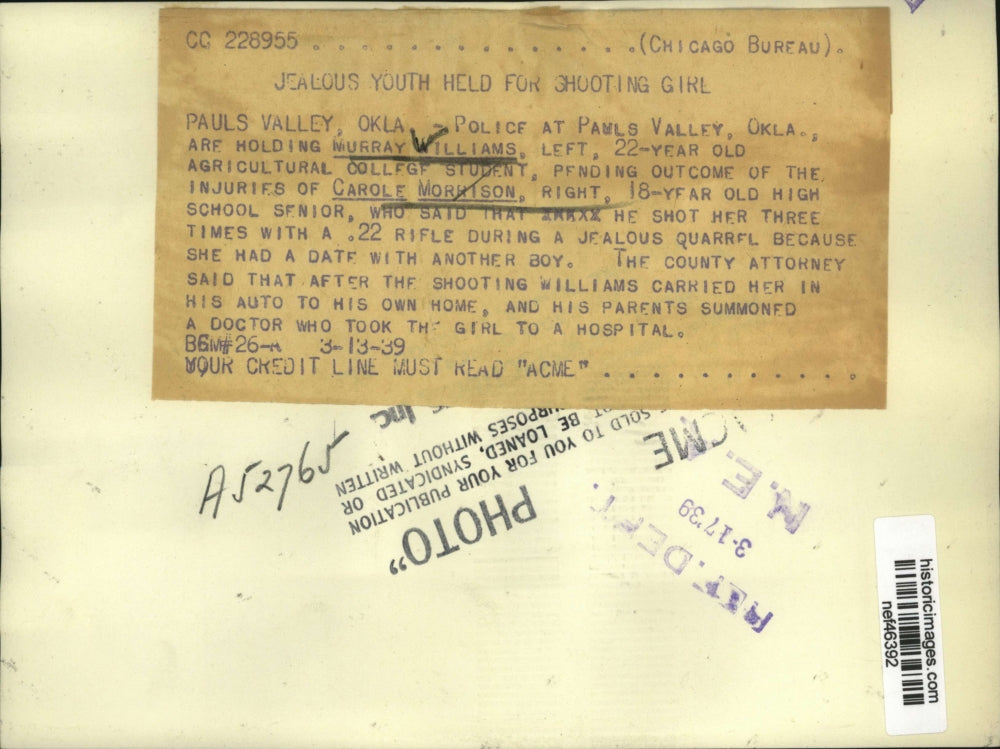 CG 228955 . . . . . . . . . . . . . . .(CHICAGO BUREAU).
JEALOUS YOUTH HELD FOR SHOOTING GIRL
PAULS VALLEY, OKLA. -- POLICE AT PAULS VALLEY, OKLA.,
ARE HOLDING MURRAY WILLIAMS, LEFT, 22-YEAR OLD
AGRICULTURAL COLLEGE STUDENT, PENDING OUTCOME OF THE
INJURIES OF CAROLE MORRISON, RIGHT, 18-YEAR OLD HIGH
SCHOOL SENIOR, WHO SAID THAT HE SHOT HER THREE
TIMES WITH A .22 RIFLE DURING A JEALOUS QUARREL BECAUSE
SHE HAD A DATE WITH ANOTHER BOY. THE COUNTY ATTORNEY
SAID THAT AFTER THE SHOOTING WILLIAMS CARRIED HER IN
HIS AUTO TO HIS OWN HOME, AND HIS PARENTS SUMMONED
A DOCTOR WHO TOOK THE GIRL TO A HOSPITAL.
BGM#26-A 3-13-39
YOUR CREDIT LINE MUST READ "ACME" . . . . . . . . . . . .
A52765
PHOTO"
YOU FOR YOUR PUBLICATION
BE LOANED, SYNDICATED OR
PURPOSES WITHOUT WRITTEN
SOLD TO
Inc.
ACME
N.E.
3-17'39
REF. DEPT.
historicimages.com
nef46392